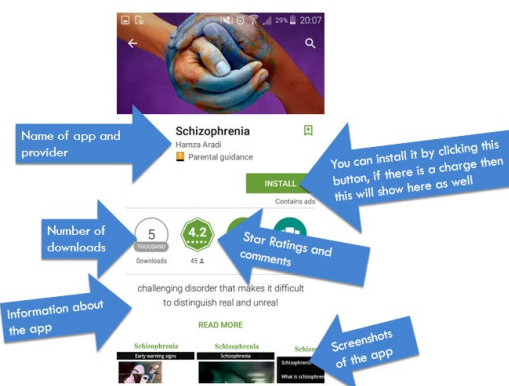 29% 20:07
Schizophrenia
Hamza Aradi
Parental guidance
Name of app and
provider
INSTALL
Contains ads
You can install it by clicking this
button, if there is a charge then
this will show here as well
Number of
downloads
5
THOUSAND
Downloads
4.2
45
Star Ratings and
comments
Information about
the app
challenging disorder that makes it difficult
to distinguish real and unreal
READ MORE
Schizophrenia
Early warning signs
Schizophrenia
Schizophrenia
Schizo
Schizophrenia
What is schizophren
Screenshots
of the app